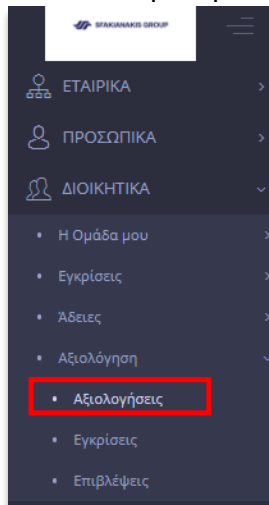 SFAKIANAKIS GROUP
ΕΤΑΙΡΙΚΑ
ΠΡΟΣΩΠΙΚΑ
ΔΙΟΙΚΗΤΙΚΑ
Η Ομάδα μου
Εγκρίσεις
Άδειες
Αξιολόγηση
Αξιολογήσεις
Εγκρίσεις
Επιβλέψεις